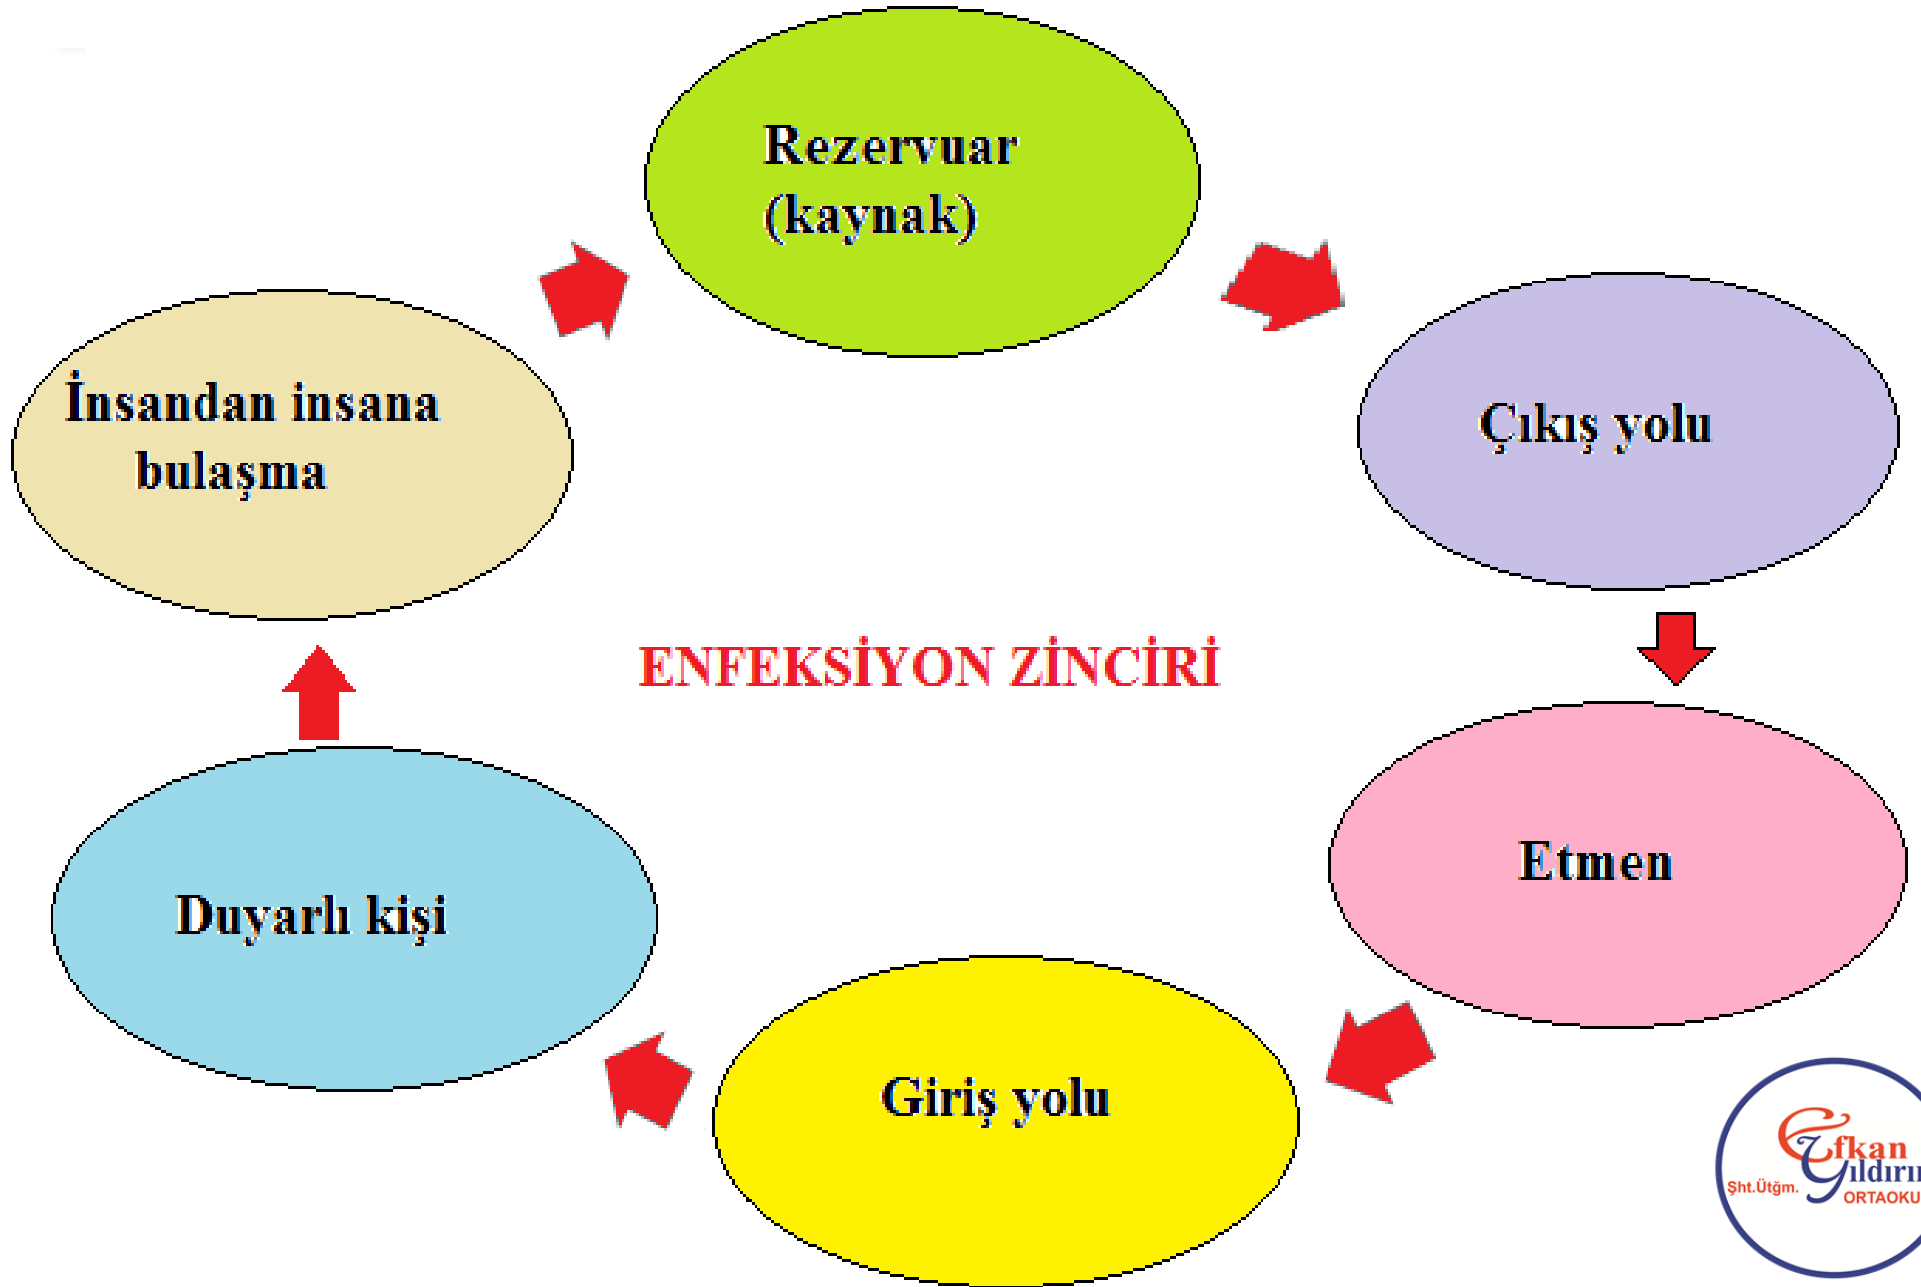 Rezervuar
(kaynak)
Çıkış yolu
Etmen
Giriş yolu
Duyarlı kişi
İnsandan insana
bulaşma
ENFEKSİYON ZİNCİRİ
Efkan
Şht.Ütğm.